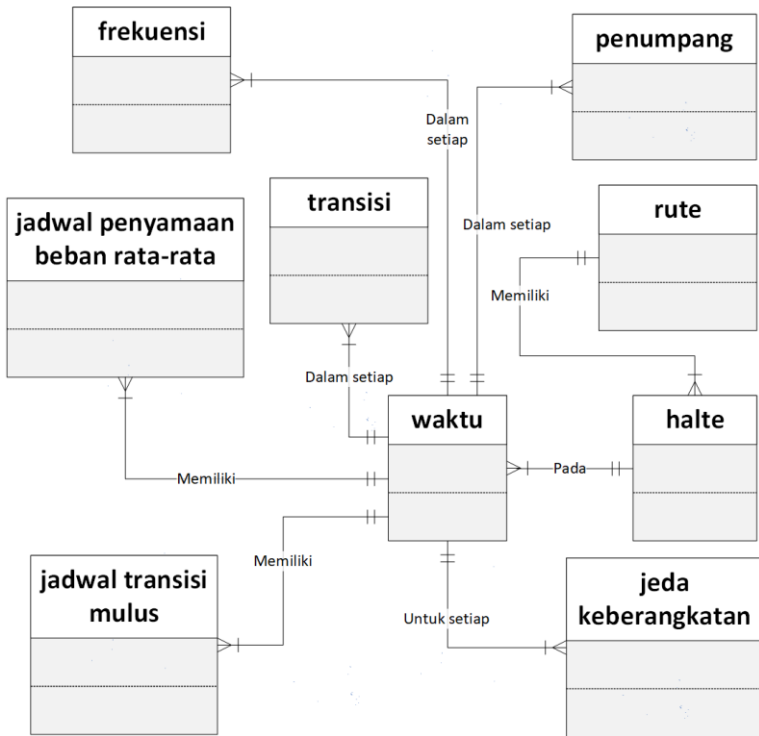 frekuensi
penumpang
Dalam
setiap
transisi
rute
jadwal penyamaan
beban rata-rata
Dalam setiap
Memiliki
Dalam setiap
waktu
halte
Memiliki
Pada
Memiliki
jadwal transisi
mulus
jeda
keberangkatan
Untuk setiap